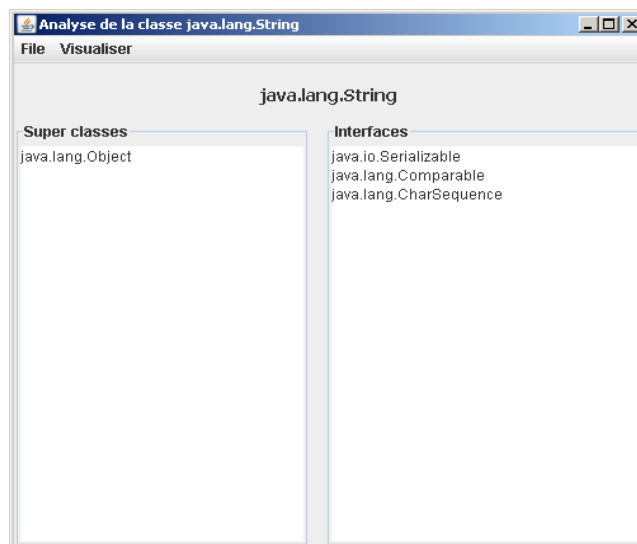 Analyse de la classe java.lang.String
File Visualiser
java.lang.String
Super classes
java.lang.Object
Interfaces
java.io.Serializable
java.lang.Comparable
java.lang.CharSequence